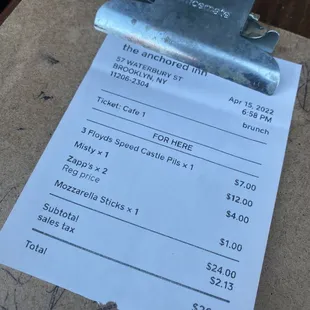 the anchored inn
57 WATERBURY ST
BROOKLYN, NY
11206-2304
Apr 15, 2022
6:58 PM
Ticket: Cafe 1
brunch
FOR HERE
3 Floyds Speed Castle Pils x 1
$7.00
Misty x 1
$12.00
Zapp's x 2
$4.00
Reg price
Mozzarella Sticks x 1
$1.00
Subtotal
$24.00
sales tax
$2.13
Total